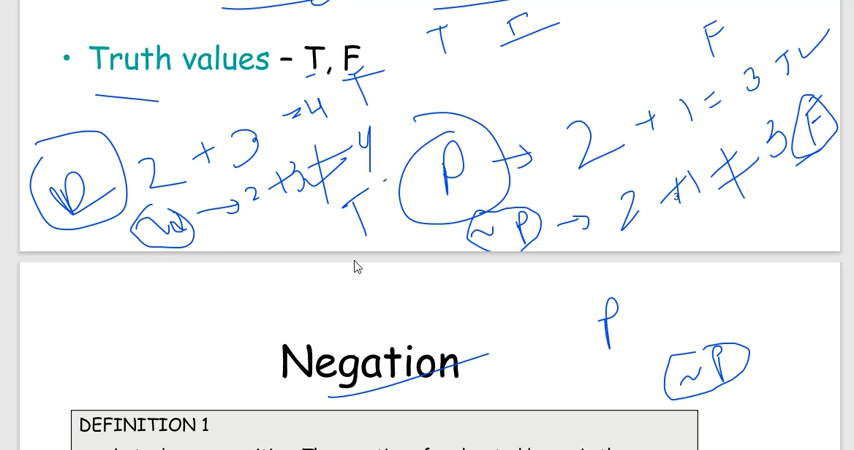 T F
F
• Truth values – T, F
2 + 3 = 4 T
P → 2 + 1 = 3 T ✓
→ 2 + 3 ≠ 4 T
~P → 2 + 1 ≠ 3 F
P
Negation
~P
DEFINITION 1